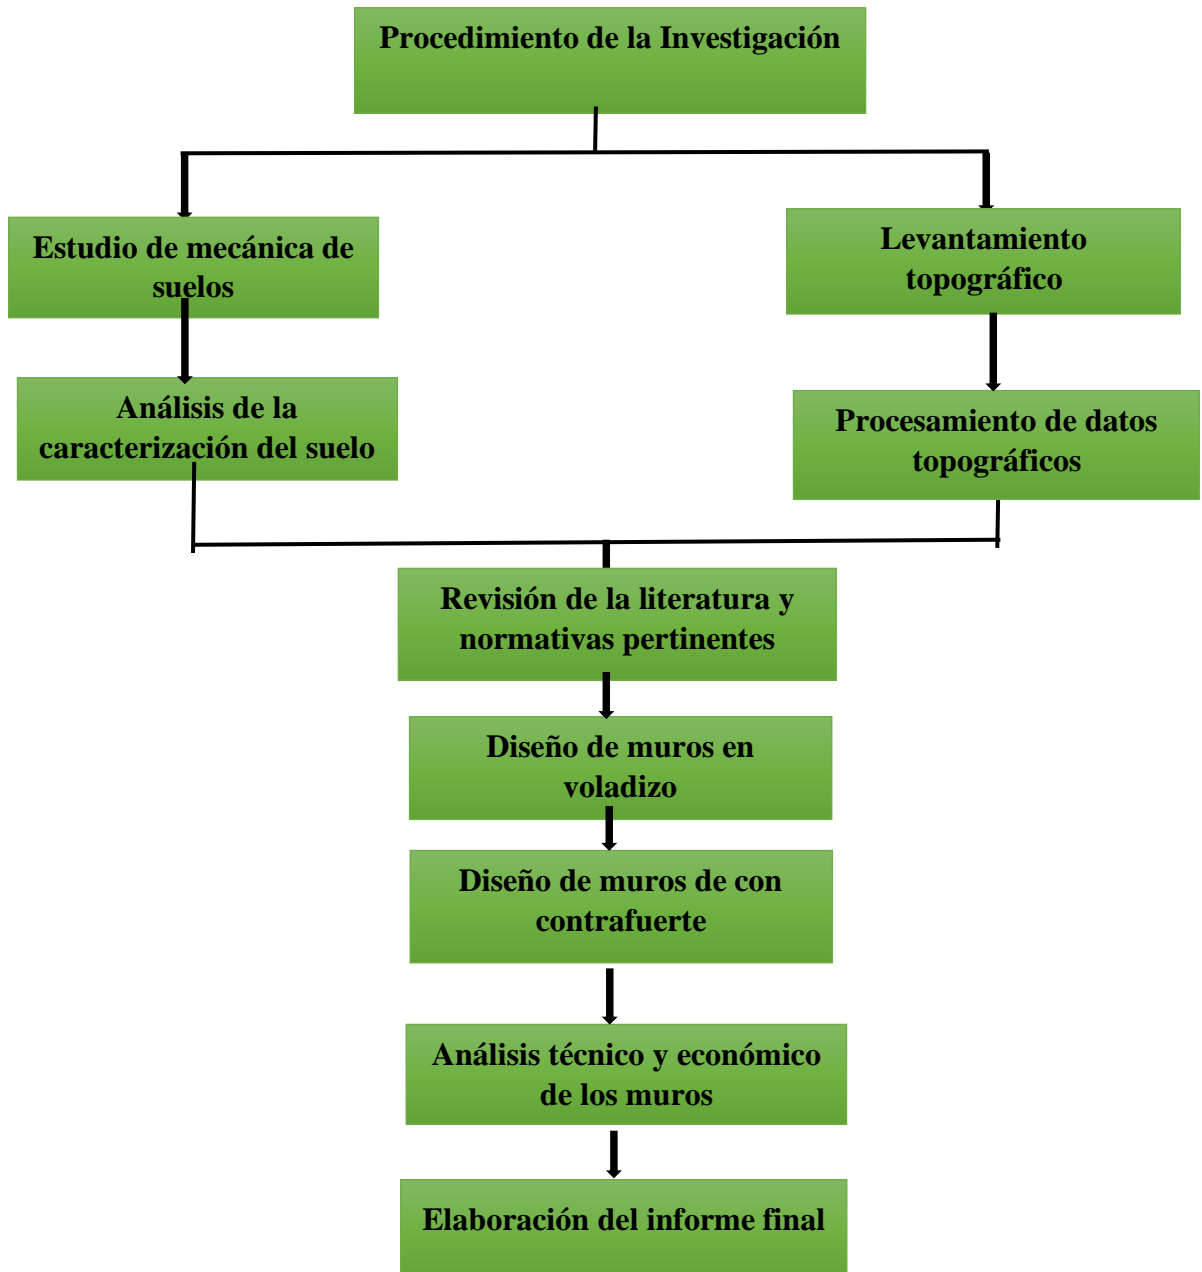 Procedimiento de la Investigación
Estudio de mecánica de
suelos
Levantamiento
topográfico
Análisis de la
caracterización del suelo
Procesamiento de datos
topográficos
Revisión de la literatura y
normativas pertinentes
Diseño de muros en
voladizo
Diseño de muros de con
contrafuerte
Análisis técnico y económico
de los muros
Elaboración del informe final